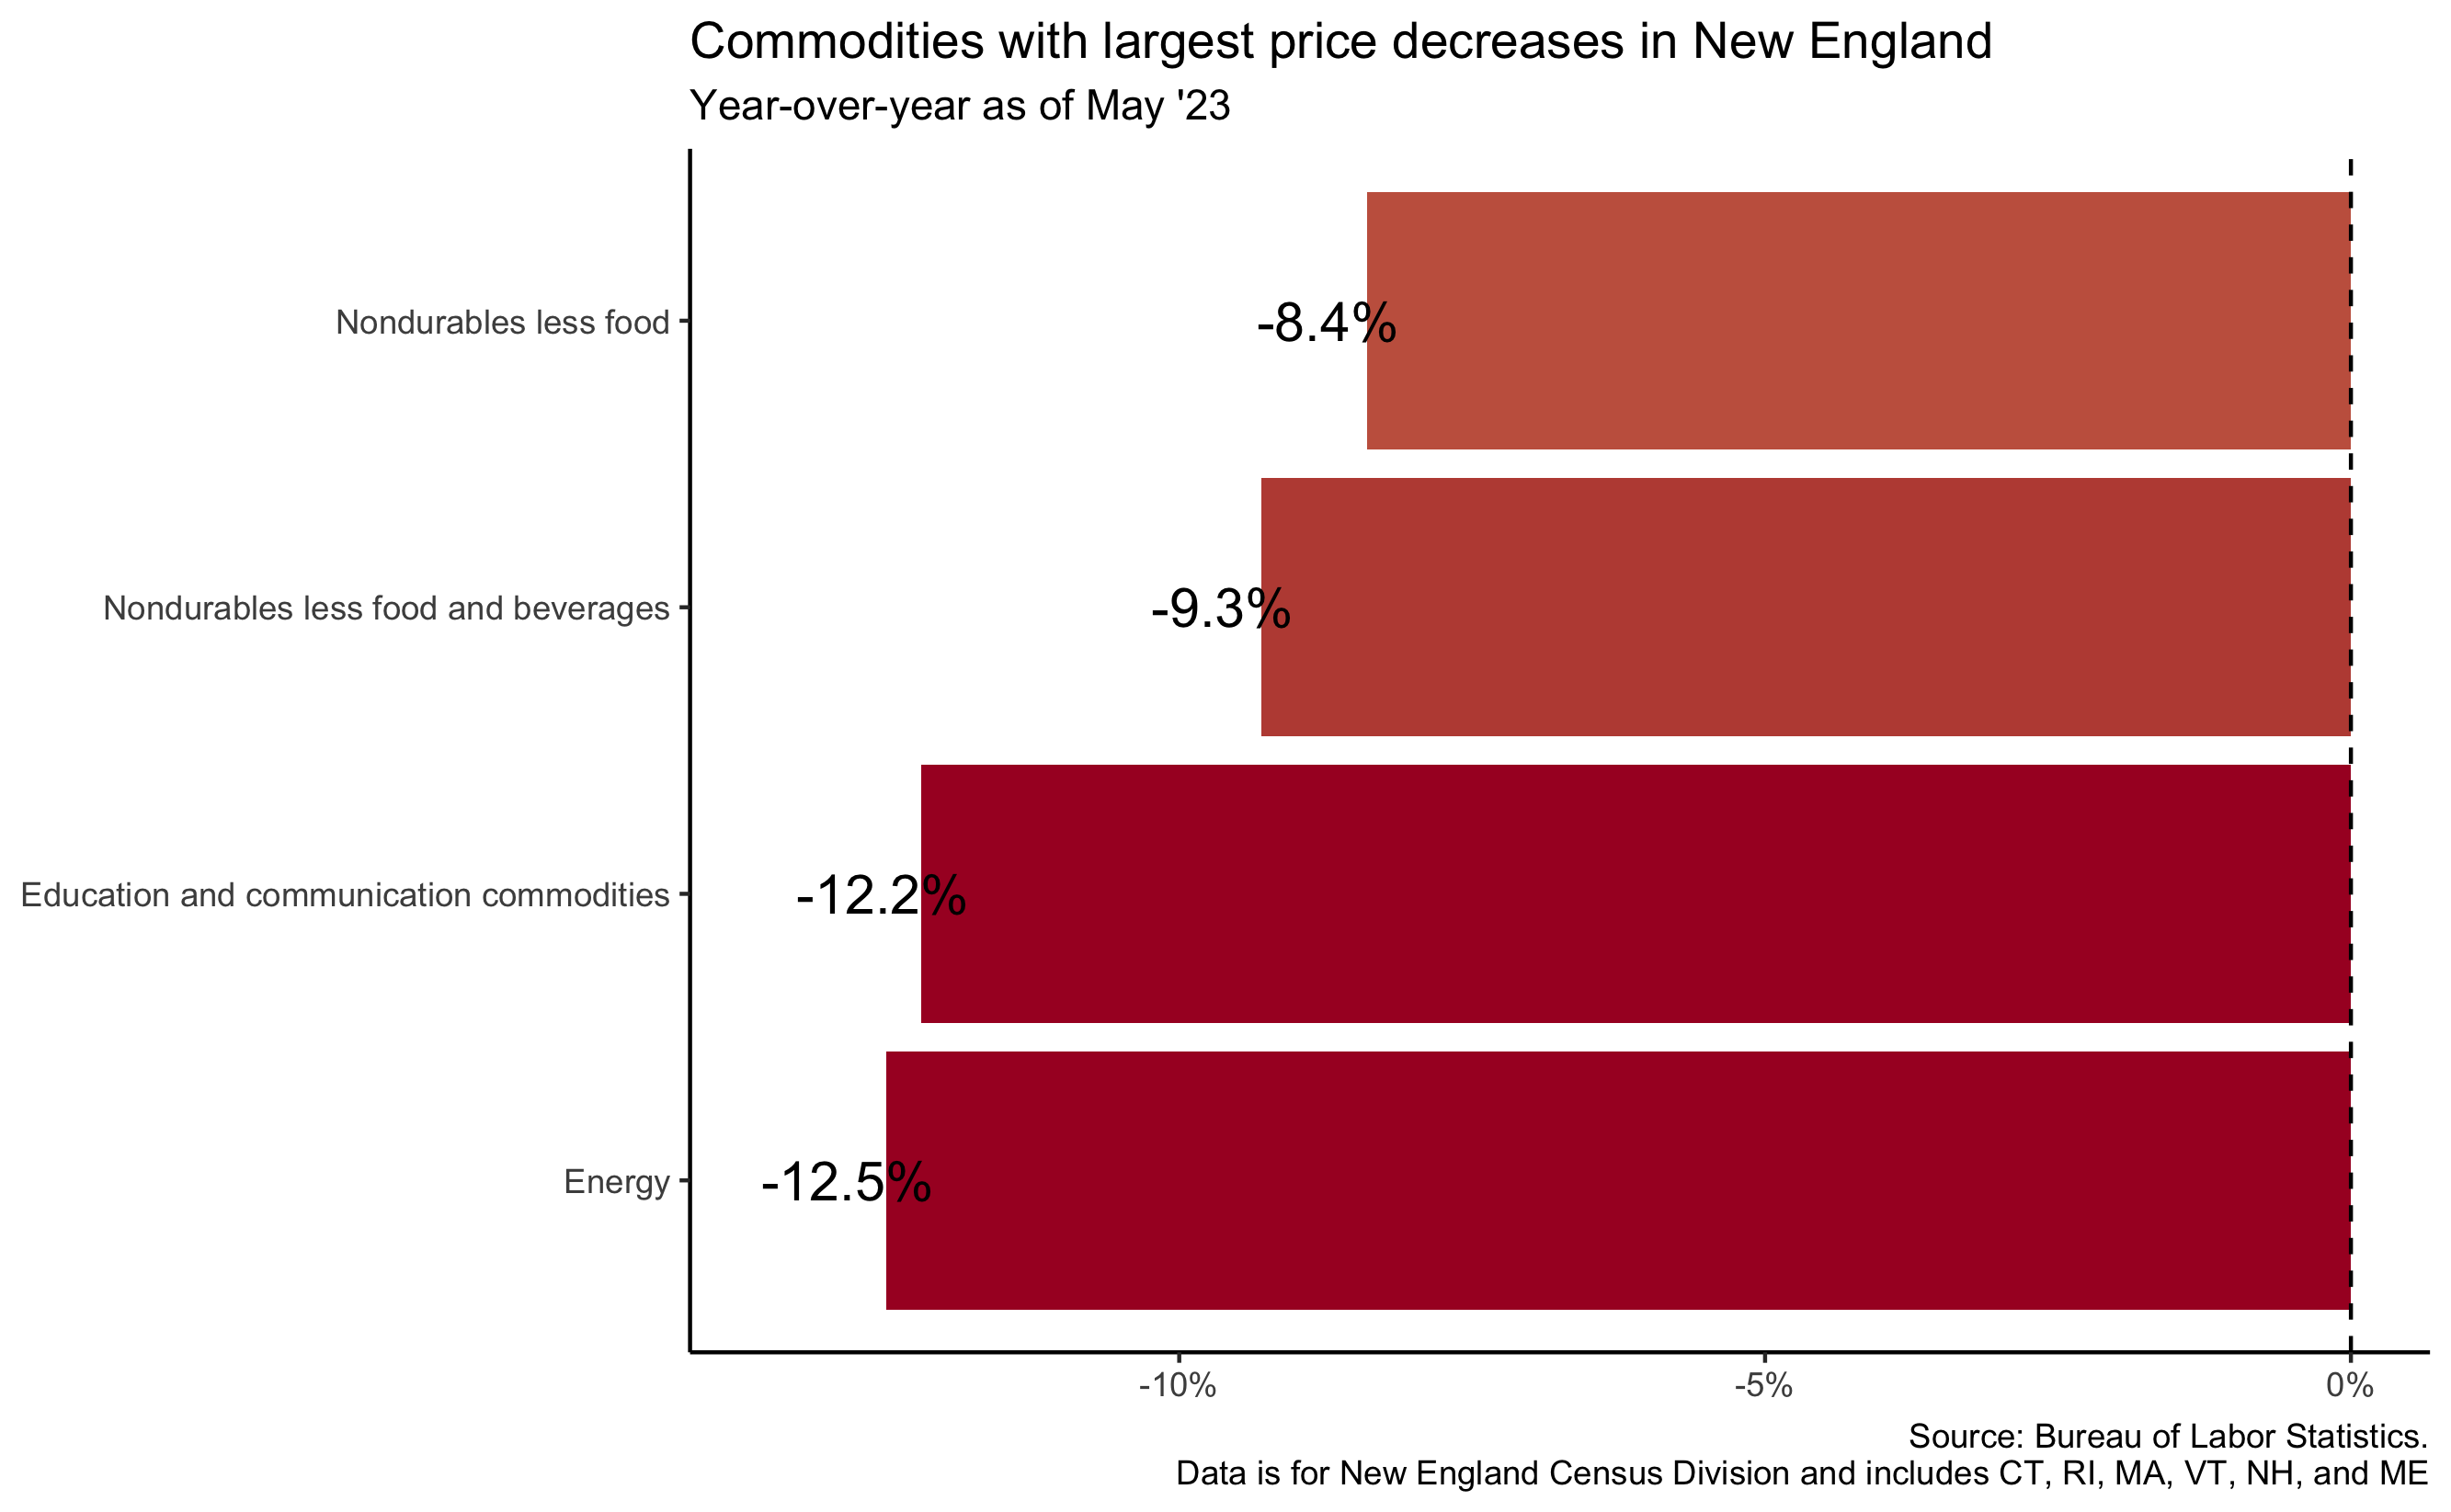 Commodities with largest price decreases in New England
Year-over-year as of May '23
Nondurables less food
-8.4%
Nondurables less food and beverages
-9.3%
Education and communication commodities
-12.2%
Energy
-12.5%
-10%
-5%
0%
Source: Bureau of Labor Statistics.
Data is for New England Census Division and includes CT, RI, MA, VT, NH, and ME